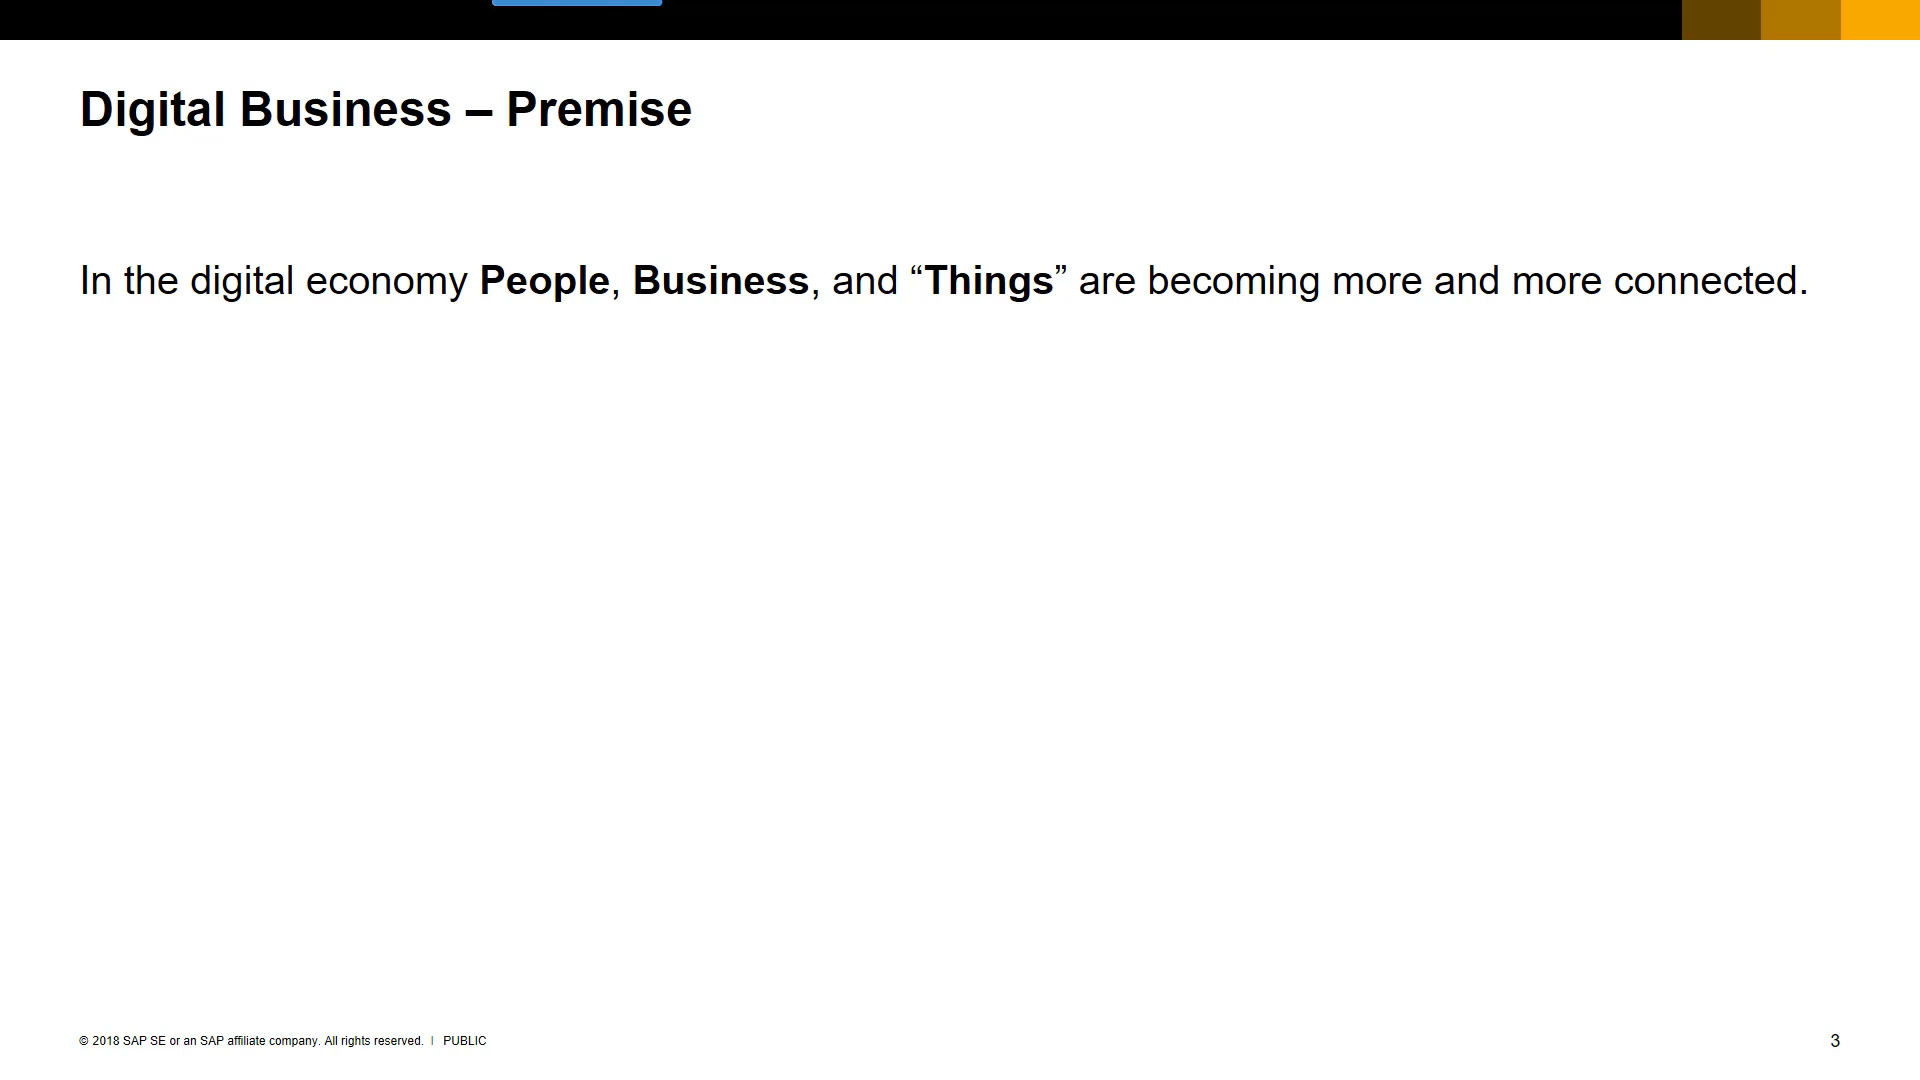 Digital Business – Premise
In the digital economy People, Business, and “Things” are becoming more and more connected.
© 2018 SAP SE or an SAP affiliate company. All rights reserved. ǀ PUBLIC
3